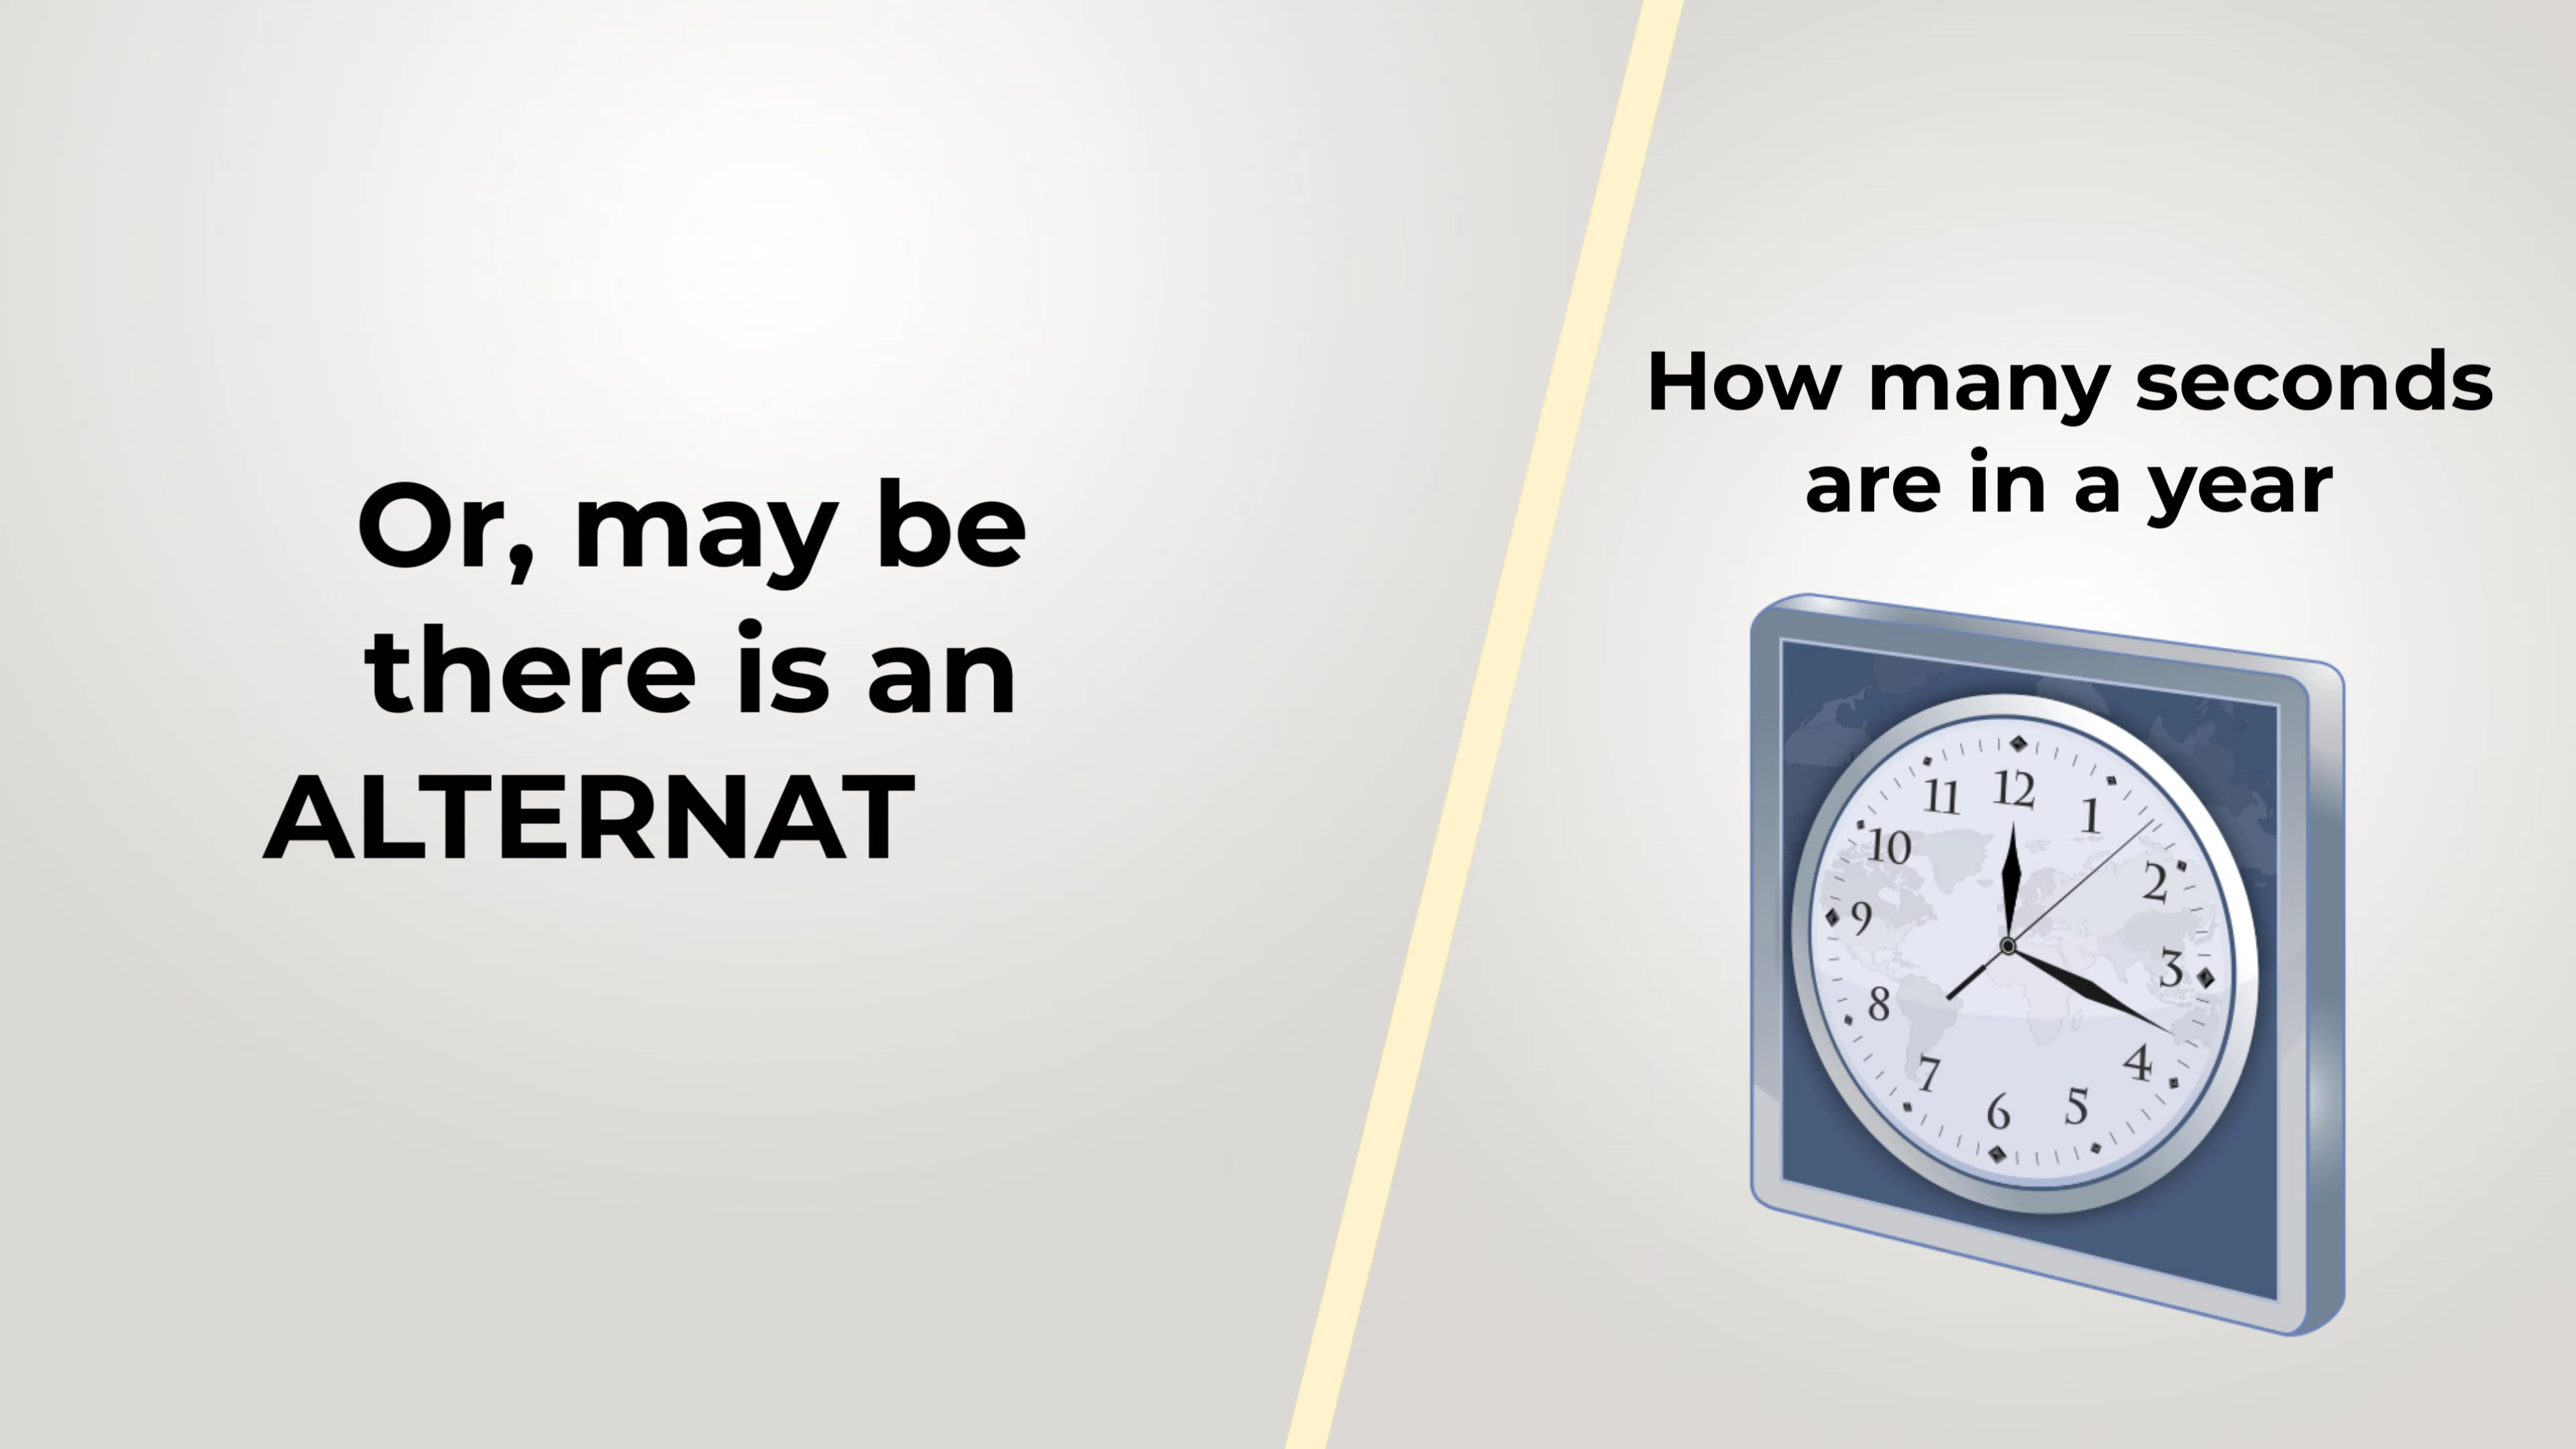 Or, may be
there is an
ALTERNAT
How many seconds
are in a year
12
1
2
3
4
5
6
7
8
9
10
11